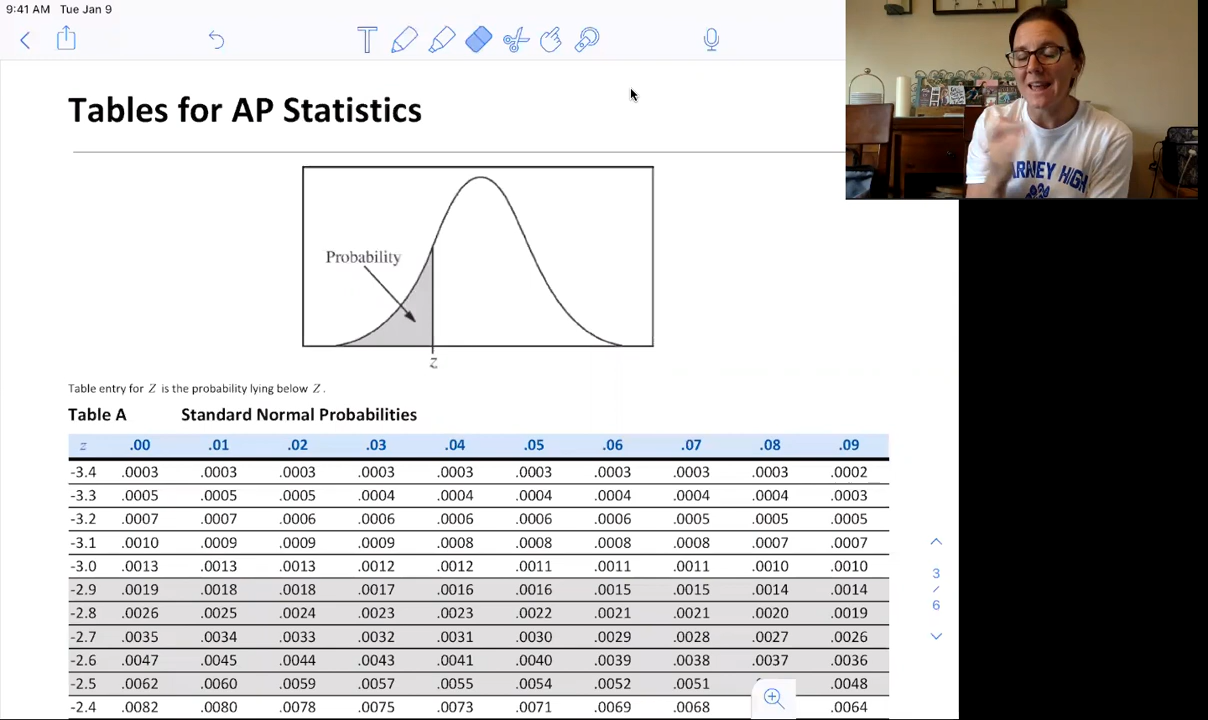 9:41 AM Tue Jan 9
Tables for AP Statistics
Probability
z
Table entry for Z is the probability lying below Z .
Table A Standard Normal Probabilities
z .00 .01 .02 .03 .04 .05 .06 .07 .08 .09
-3.4 .0003 .0003 .0003 .0003 .0003 .0003 .0003 .0003 .0003 .0002
-3.3 .0005 .0005 .0005 .0004 .0004 .0004 .0004 .0004 .0004 .0003
-3.2 .0007 .0007 .0006 .0006 .0006 .0006 .0006 .0005 .0005 .0005
-3.1 .0010 .0009 .0009 .0009 .0008 .0008 .0008 .0008 .0007 .0007
-3.0 .0013 .0013 .0013 .0012 .0012 .0011 .0011 .0011 .0010 .0010
-2.9 .0019 .0018 .0018 .0017 .0016 .0016 .0015 .0015 .0014 .0014
-2.8 .0026 .0025 .0024 .0023 .0023 .0022 .0021 .0021 .0020 .0019
-2.7 .0035 .0034 .0033 .0032 .0031 .0030 .0029 .0028 .0027 .0026
-2.6 .0047 .0045 .0044 .0043 .0041 .0040 .0039 .0038 .0037 .0036
-2.5 .0062 .0060 .0059 .0057 .0055 .0054 .0052 .0051 .0048
-2.4 .0082 .0080 .0078 .0075 .0073 .0071 .0069 .0068 .0064
3
/
6
HIGH